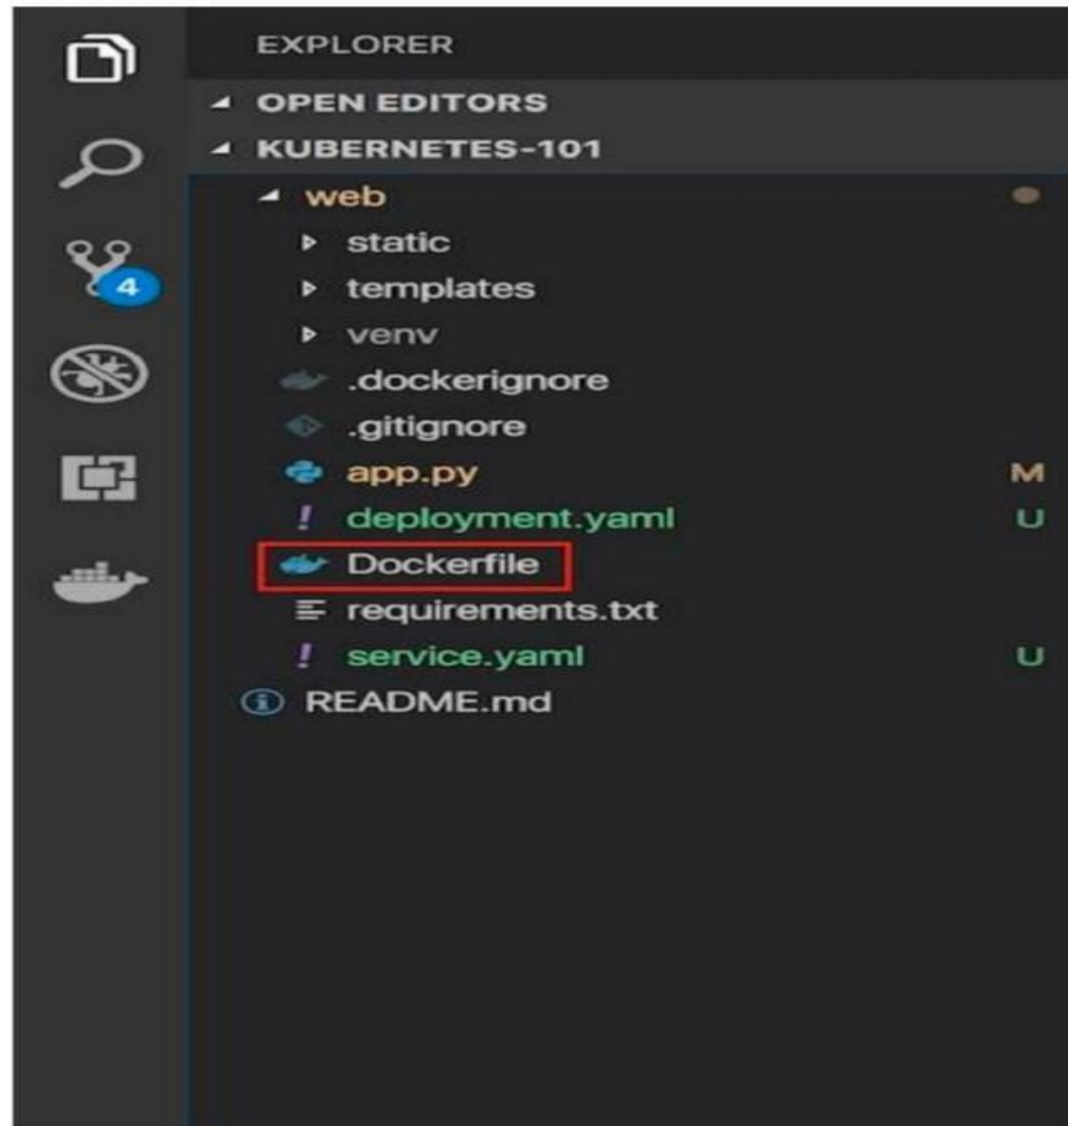 EXPLORER
OPEN EDITORS
KUBERNETES-101
web
static
templates
4
venv
.dockerignore
.gitignore
app.py M
deployment.yaml U
Dockerfile
requirements.txt
service.yaml U
README.md